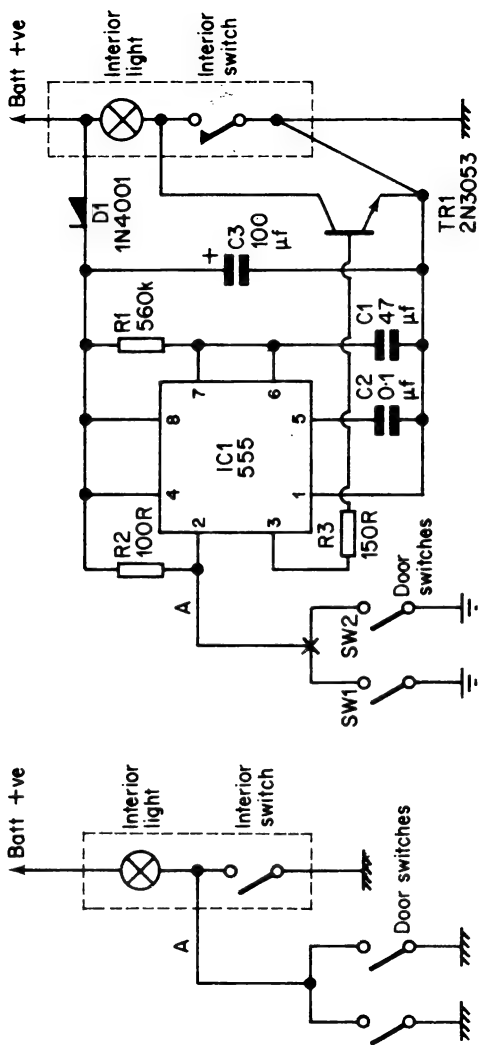 Batt +ve
Interior
light
Interior
switch
A
Door switches
Batt +ve
Interior
light
Interior
switch
D1
1N4001
+
C3
100
µf
R1
560k
R2
100R
4
8
7
2
6
IC1
555
3
1
5
C2
0·1
µf
C1
47
µf
R3
150R
TR1
2N3053
A
SW1
SW2
Door
switches